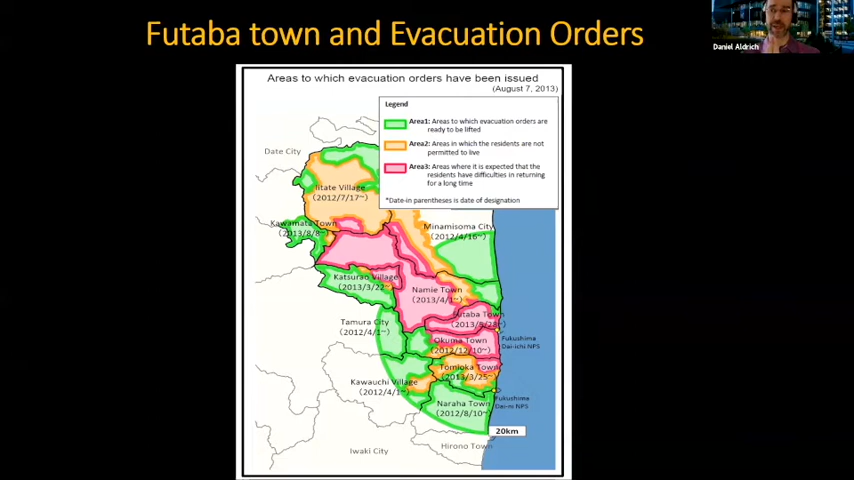 Futaba town and Evacuation Orders
Daniel Aldrich
Areas to which evacuation orders have been issued
(August 7, 2013)
Legend
Area1: Areas to which evacuation orders are
ready to be lifted
Area2: Areas in which the residents are not
permitted to live
Area3: Areas where it is expected that the
residents have difficulties in returning
for a long time
*Date-in parentheses is date of designation
Date City
Iitate Village
(2012/7/17~)
Kawamata Town
(2013/8/8~)
Minamisoma City
(2012/4/16~)
Katsurao Village
(2013/3/22~)
Namie Town
(2013/4/1~)
Futaba Town
(2013/5/28~)
Tamura City
(2012/4/1~)
Okuma Town
(2012/12/10~)
Fukushima
Dai-ichi NPS
Tomioka Town
(2013/3/25~)
Kawauchi Village
(2012/4/1~)
Fukushima
Dai-ni NPS
Naraha Town
(2012/8/10~)
20km
Hirono Town
Iwaki City